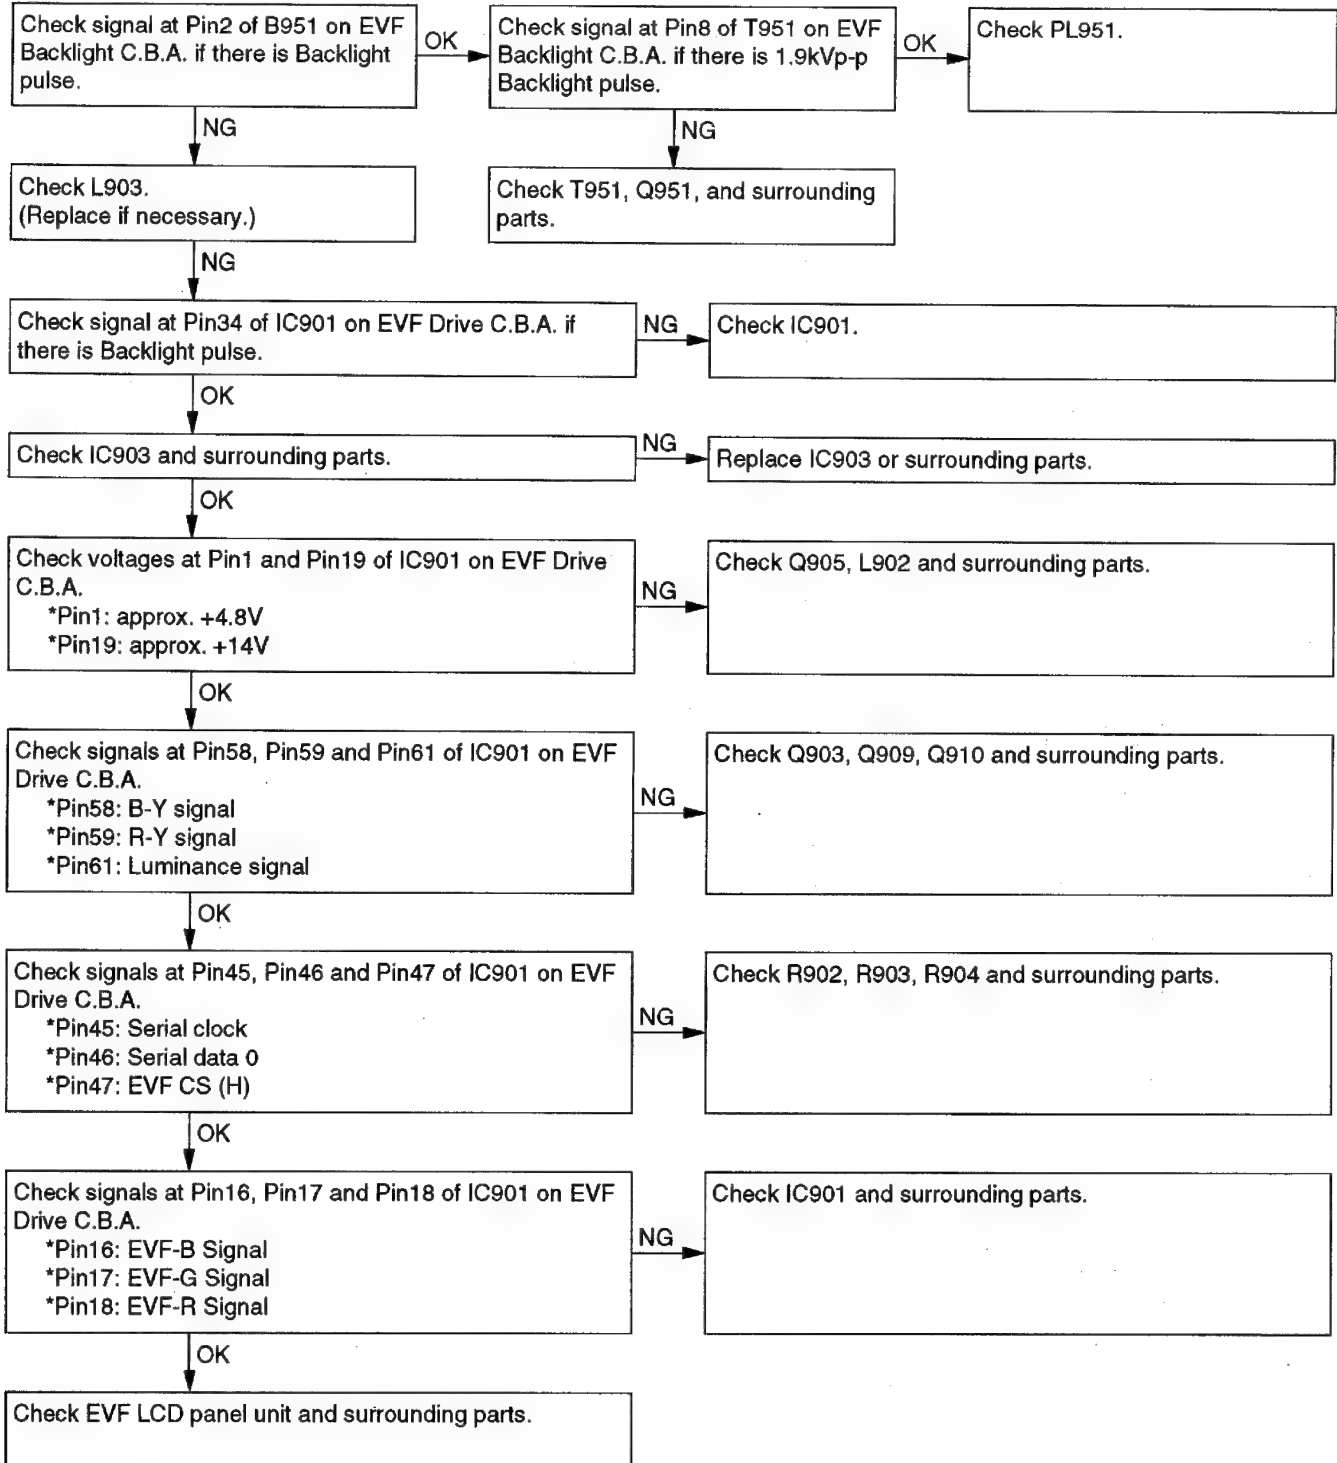 Check signal at Pin2 of B951 on EVF
Backlight C.B.A. if there is Backlight
pulse.
OK
Check signal at Pin8 of T951 on EVF
Backlight C.B.A. if there is 1.9kVp-p
Backlight pulse.
OK
Check PL951.
NG
NG
Check L903.
(Replace if necessary.)
Check T951, Q951, and surrounding
parts.
NG
Check signal at Pin34 of IC901 on EVF Drive C.B.A. if
there is Backlight pulse.
NG
Check IC901.
OK
Check IC903 and surrounding parts.
NG
Replace IC903 or surrounding parts.
OK
Check voltages at Pin1 and Pin19 of IC901 on EVF Drive
C.B.A.
*Pin1: approx. +4.8V
*Pin19: approx. +14V
NG
Check Q905, L902 and surrounding parts.
OK
Check signals at Pin58, Pin59 and Pin61 of IC901 on EVF
Drive C.B.A.
*Pin58: B-Y signal
*Pin59: R-Y signal
*Pin61: Luminance signal
NG
Check Q903, Q909, Q910 and surrounding parts.
OK
Check signals at Pin45, Pin46 and Pin47 of IC901 on EVF
Drive C.B.A.
*Pin45: Serial clock
*Pin46: Serial data 0
*Pin47: EVF CS (H)
NG
Check R902, R903, R904 and surrounding parts.
OK
Check signals at Pin16, Pin17 and Pin18 of IC901 on EVF
Drive C.B.A.
*Pin16: EVF-B Signal
*Pin17: EVF-G Signal
*Pin18: EVF-R Signal
NG
Check IC901 and surrounding parts.
OK
Check EVF LCD panel unit and surrounding parts.